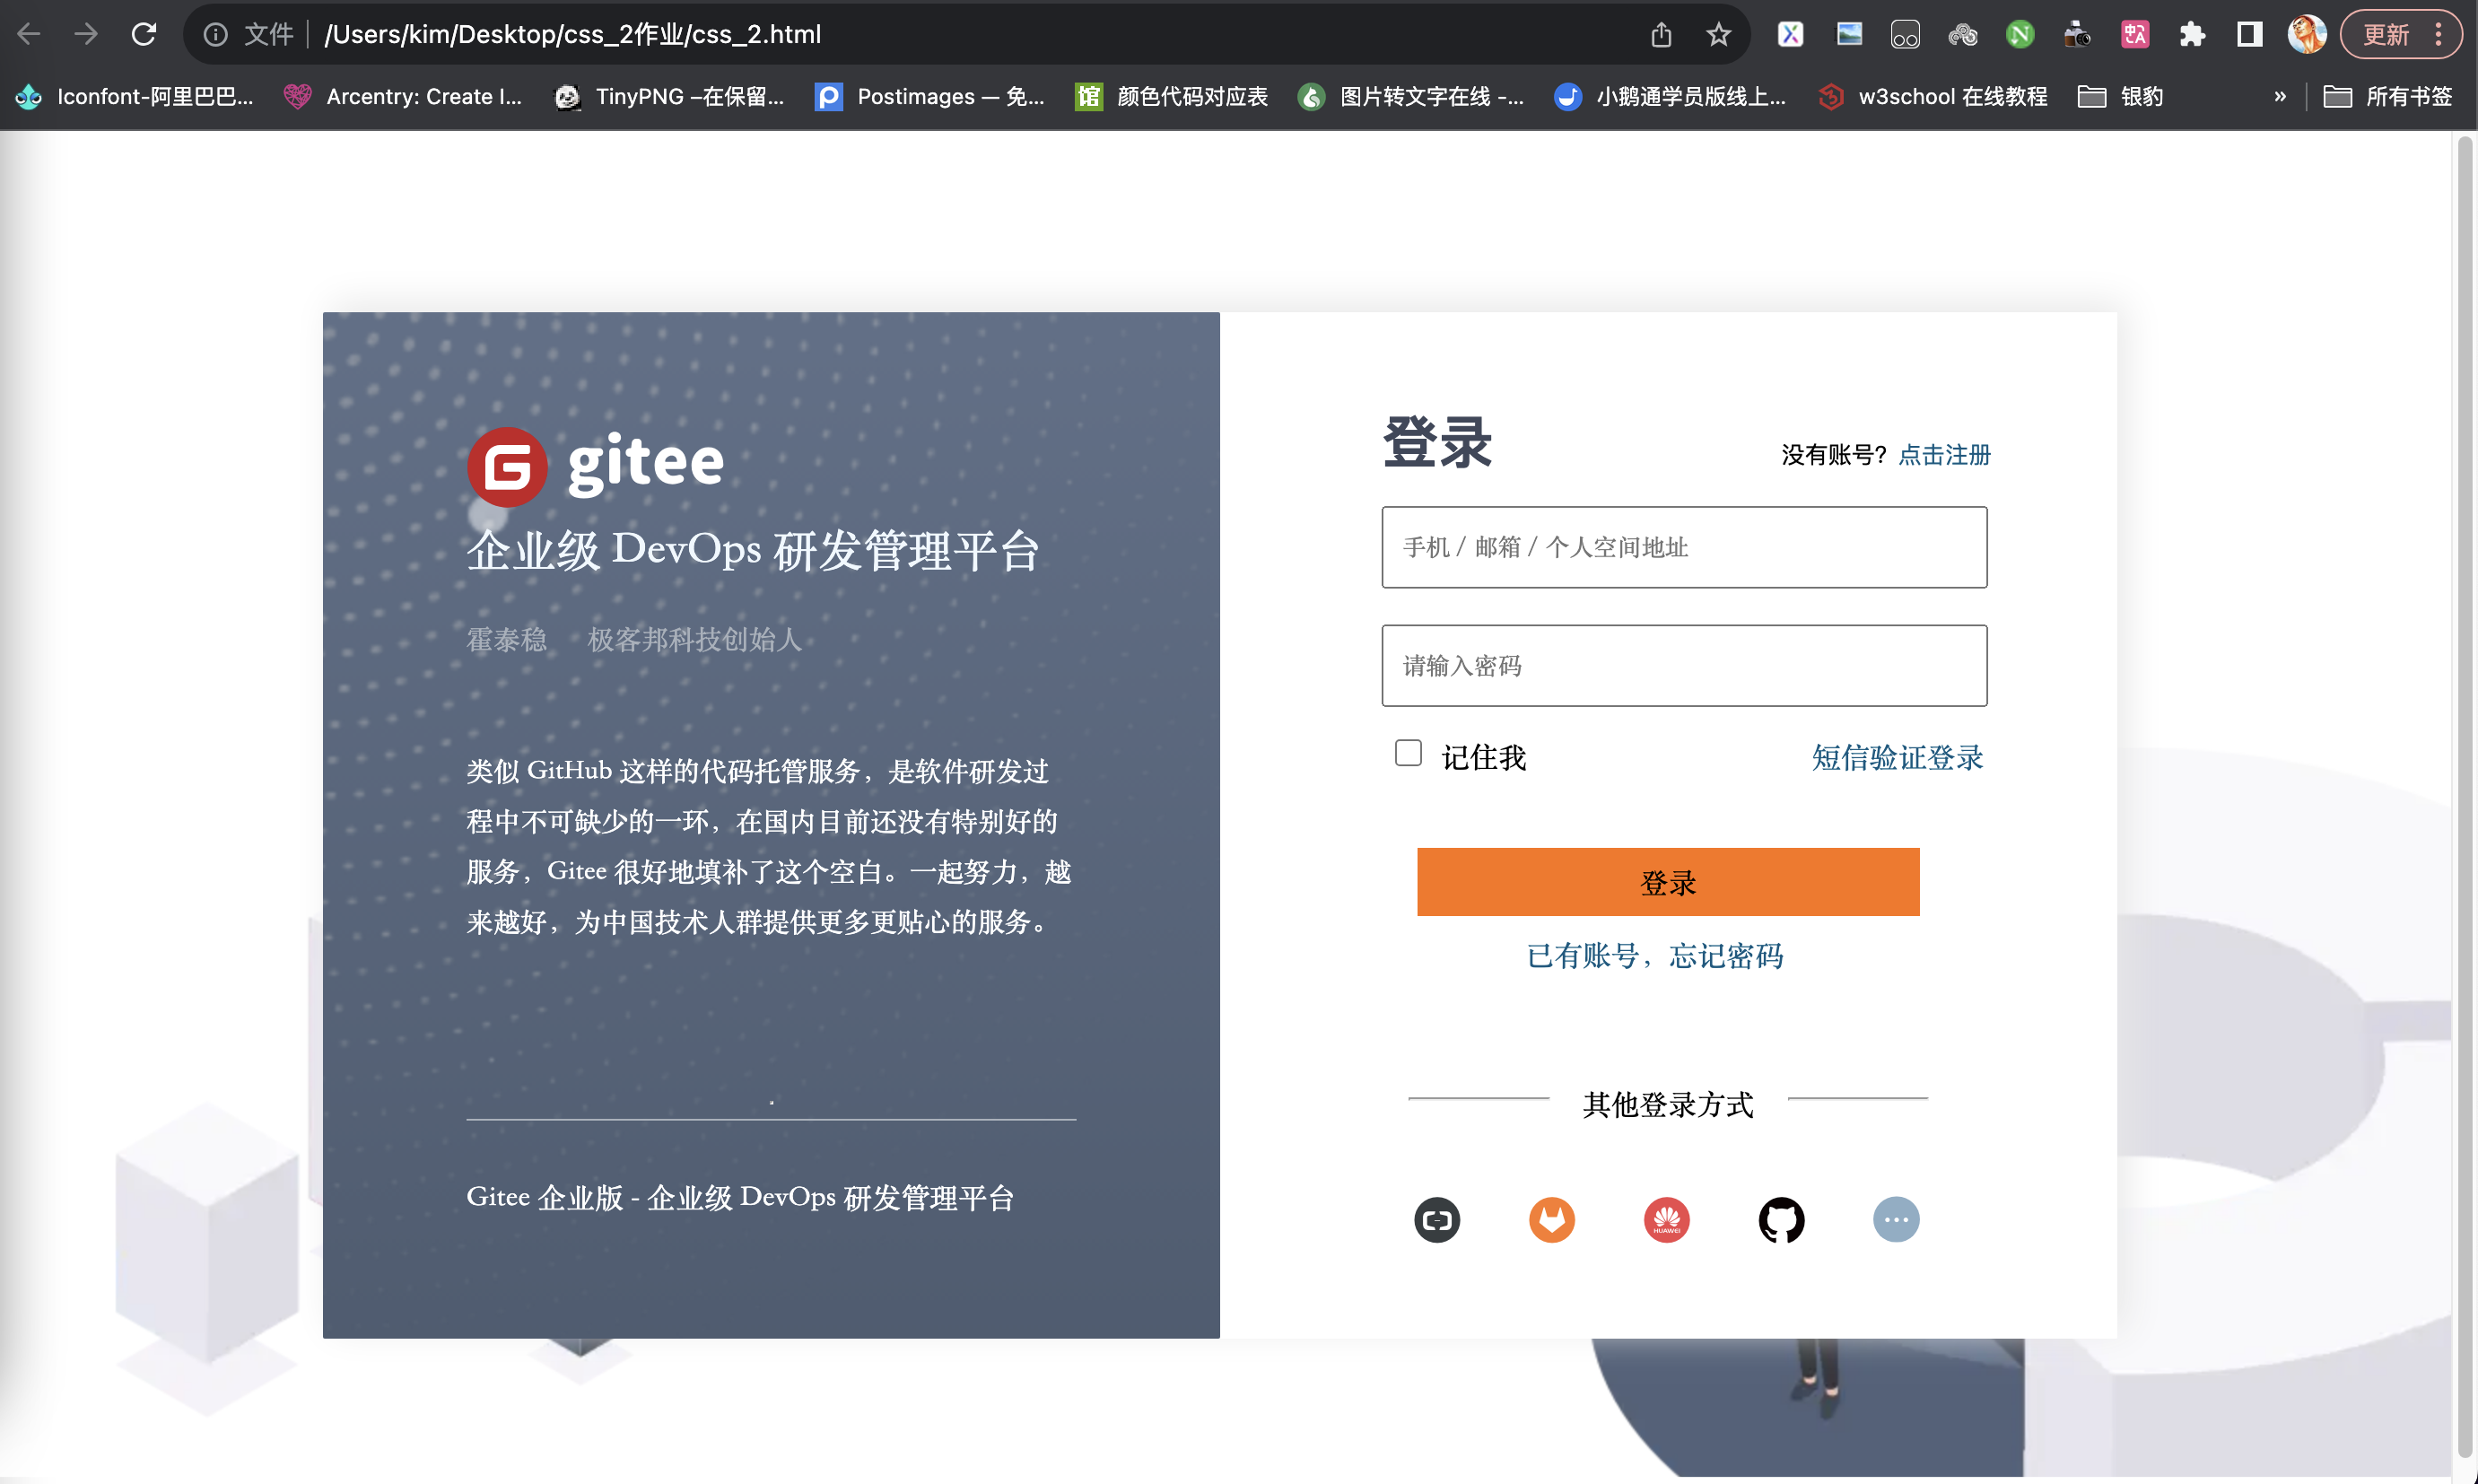 文件 /Users/kim/Desktop/css_2作业/css_2.html
更新
Iconfont-阿里巴巴... Arcentry: Create I... TinyPNG –在保留... Postimages — 免... 颜色代码对应表 图片转文字在线 -... 小鹅通学员版线上... w3school 在线教程 银豹 » 所有书签
gitee
企业级 DevOps 研发管理平台
霍泰稳 极客邦科技创始人
类似 GitHub 这样的代码托管服务，是软件研发过
程中不可缺少的一环，在国内目前还没有特别好的
服务，Gitee 很好地填补了这个空白。一起努力，越
来越好，为中国技术人群提供更多更贴心的服务。
Gitee 企业版 - 企业级 DevOps 研发管理平台
登录
没有账号? 点击注册
手机 / 邮箱 / 个人空间地址
请输入密码
记住我 短信验证登录
登录
已有账号，忘记密码
其他登录方式
HUAWEI